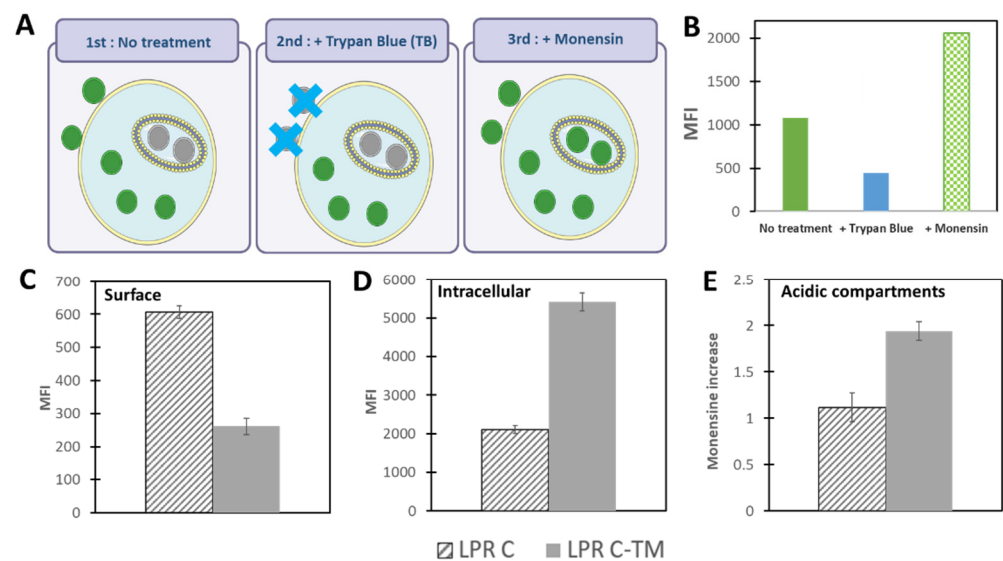 A
1st : No treatment
2nd : + Trypan Blue (TB)
3rd : + Monensin
B
MFI
2000
1500
1000
500
0
No treatment
+ Trypan Blue
+ Monensin
C
Surface
MFI
700
600
500
400
300
200
100
0
D
Intracellular
MFI
6000
5000
4000
3000
2000
1000
0
E
Acidic compartments
Monensine increase
2.5
2
1.5
1
0.5
0
LPR C
LPR C-TM